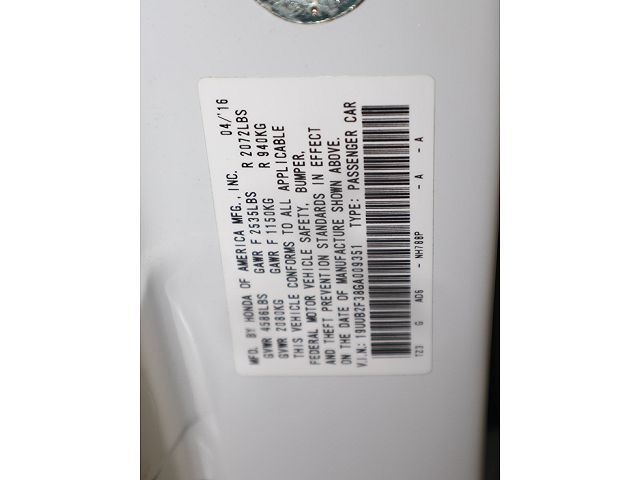 MFD. BY HONDA OF AMERICA MFG., INC. 04/'16
GVWR 4586LBS GAWR F 2535LBS R 2072LBS
GVWR 2080KG GAWR F 1150KG R 940KG
THIS VEHICLE CONFORMS TO ALL APPLICABLE
FEDERAL MOTOR VEHICLE SAFETY, BUMPER,
AND THEFT PREVENTION STANDARDS IN EFFECT
ON THE DATE OF MANUFACTURE SHOWN ABOVE.
V.I.N.: 19UUB2F38GA009351 TYPE: PASSENGER CAR
TZ3 G AD6 - NH788P - A - A